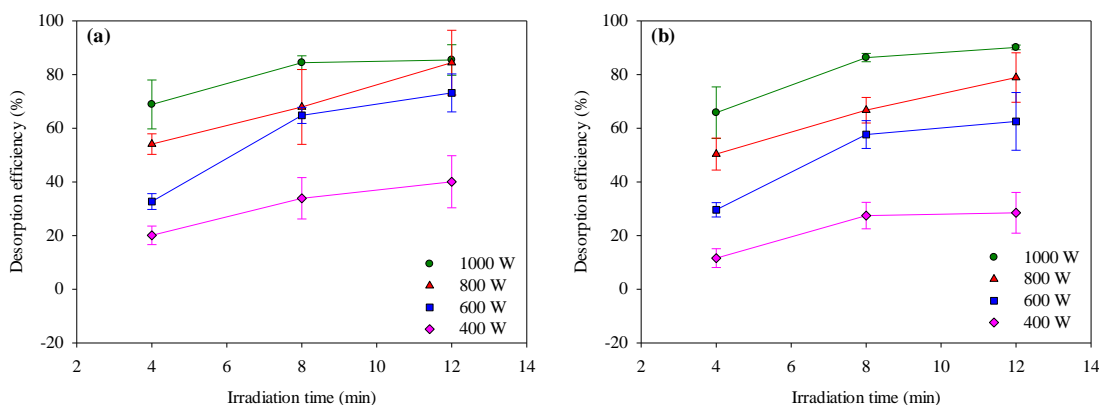 (a)
Desorption efficiency (%)
100
80
60
40
20
0
-20
1000 W
800 W
600 W
400 W
2 4 6 8 10 12 14
Irradiation time (min)
(b)
Desorption efficiency (%)
100
80
60
40
20
0
-20
1000 W
800 W
600 W
400 W
2 4 6 8 10 12 14
Irradiation time (min)